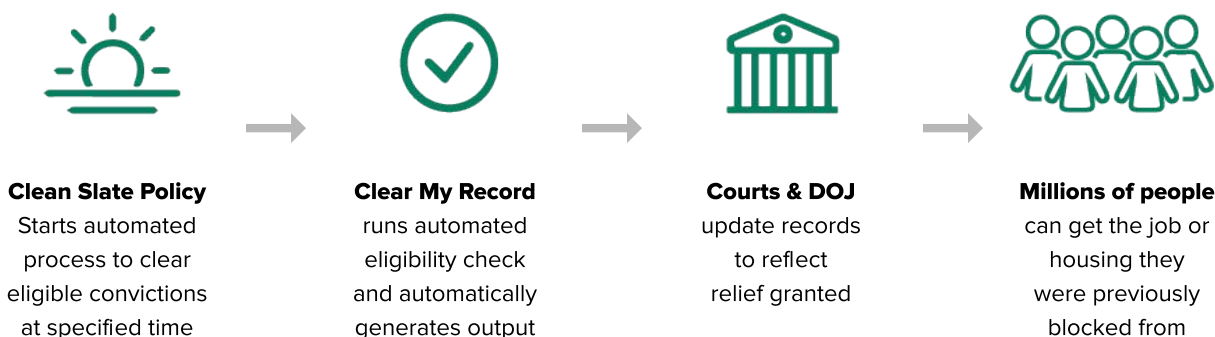 Clean Slate Policy
Starts automated
process to clear
eligible convictions
at specified time
Clear My Record
runs automated
eligibility check
and automatically
generates output
Courts & DOJ
update records
to reflect
relief granted
Millions of people
can get the job or
housing they
were previously
blocked from